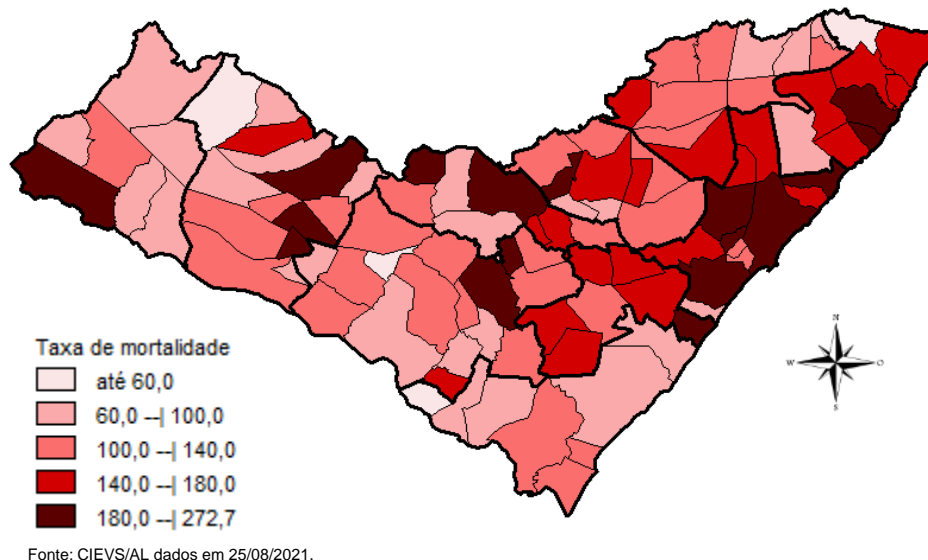 N
W O
S
Taxa de mortalidade
até 60,0
60,0 --| 100,0
100,0 --| 140,0
140,0 --| 180,0
180,0 --| 272,7
Fonte: CIEVS/AL dados em 25/08/2021.